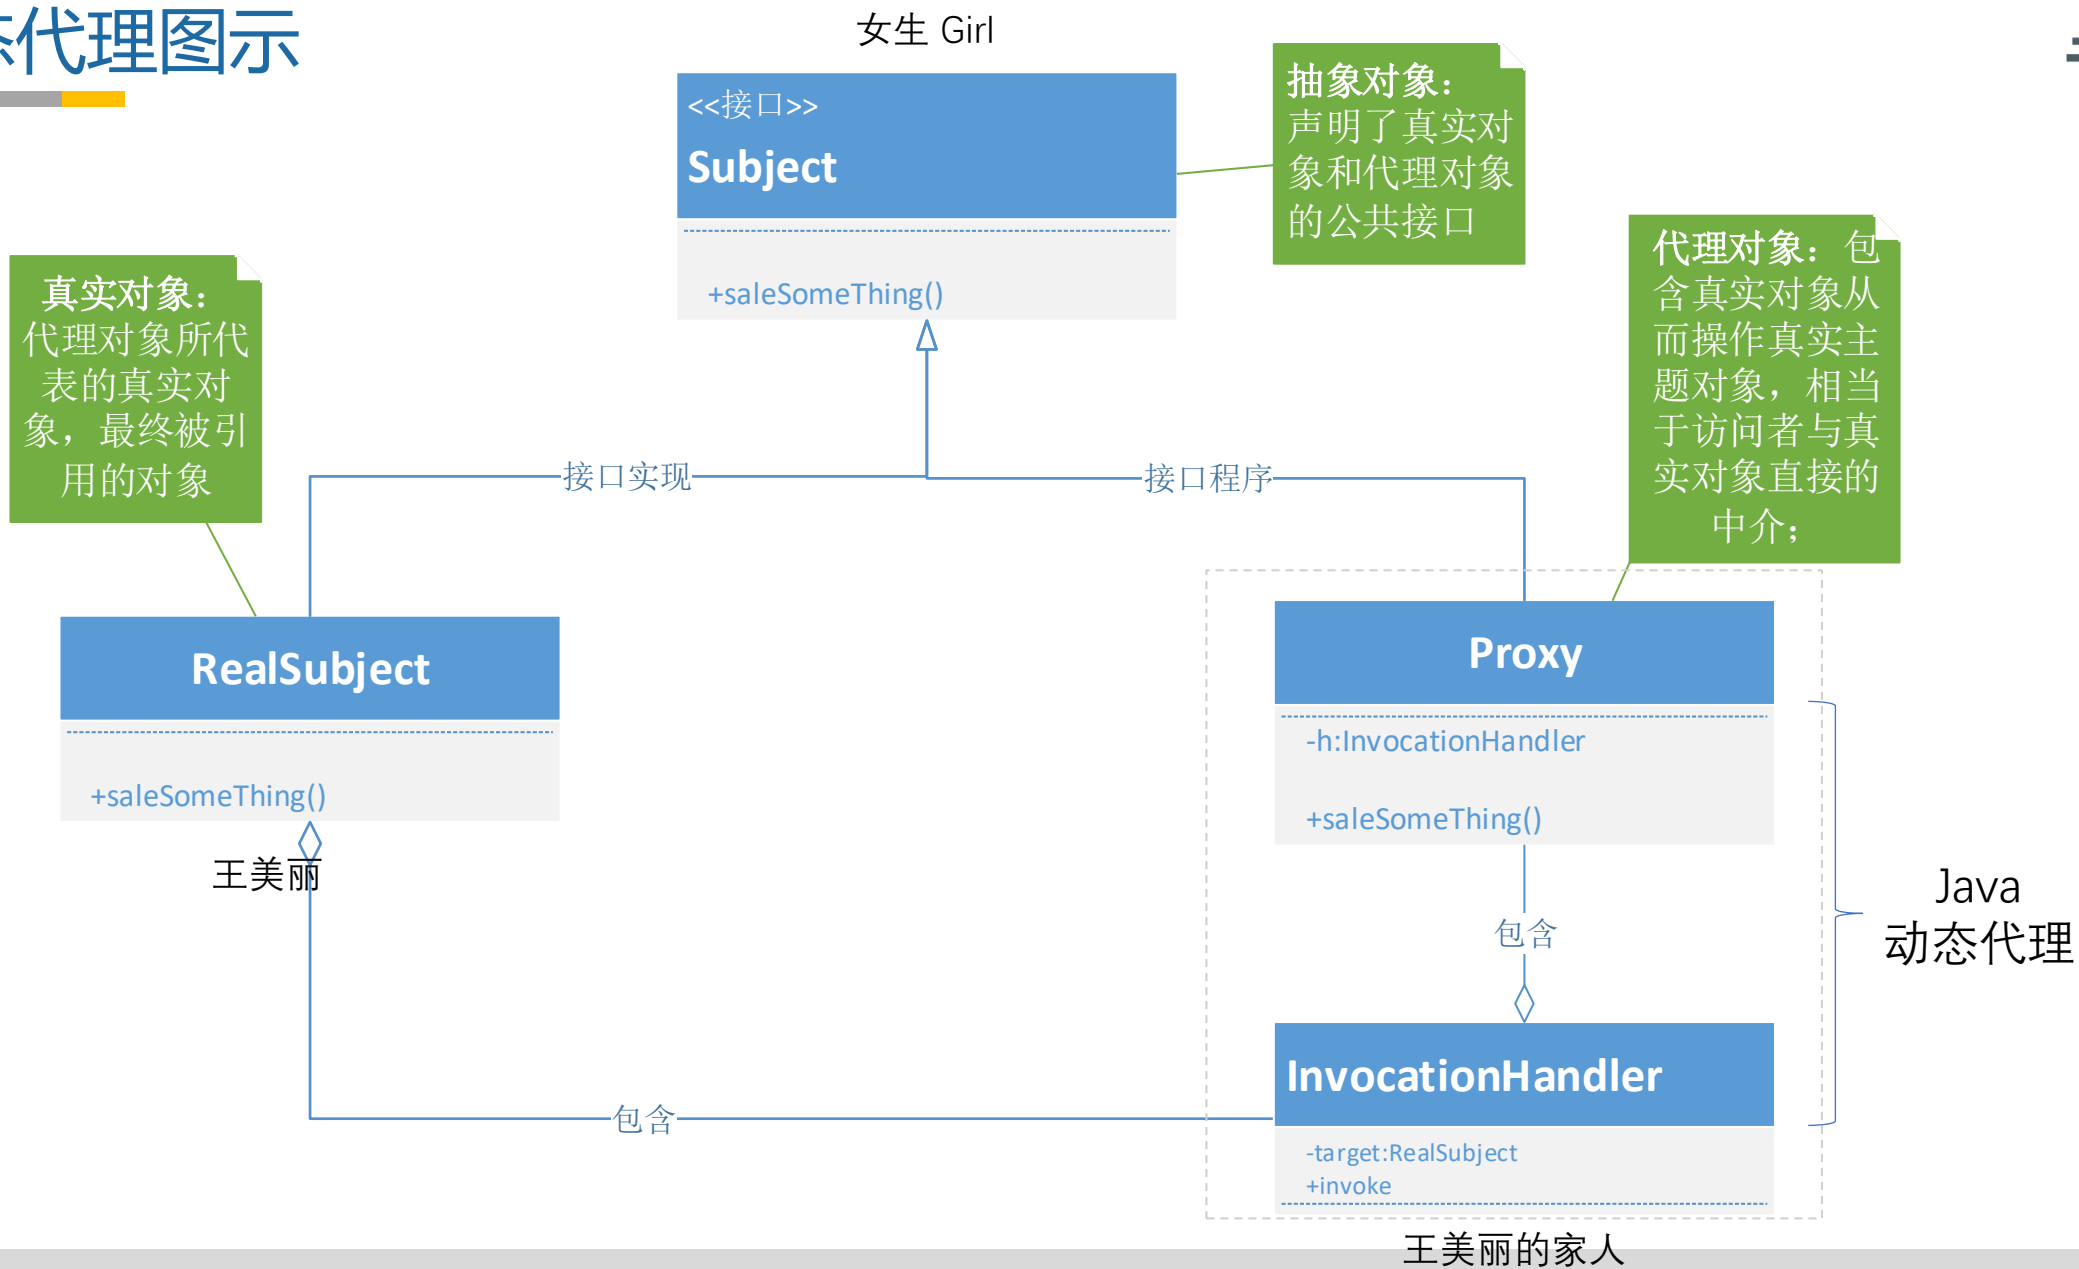 态代理图示
女生 Girl
<<接口>>
Subject
+saleSomeThing()
抽象对象：
声明了真实对
象和代理对象
的公共接口
真实对象：
代理对象所代
表的真实对
象，最终被引
用的对象
代理对象：包
含真实对象从
而操作真实主
题对象，相当
于访问者与真
实对象直接的
中介；
接口实现
接口程序
RealSubject
+saleSomeThing()
王美丽
Proxy
-h:InvocationHandler
+saleSomeThing()
包含
Java
动态代理
InvocationHandler
-target:RealSubject
+invoke
包含
王美丽的家人